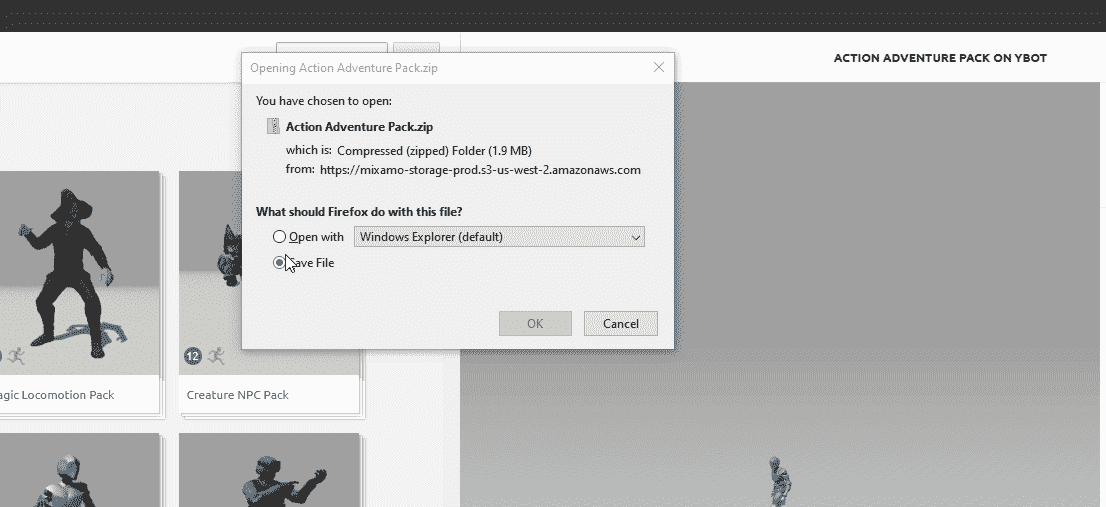 ACTION ADVENTURE PACK ON YBOT
Opening Action Adventure Pack.zip
You have chosen to open:
Action Adventure Pack.zip
which is: Compressed (zipped) Folder (1.9 MB)
from: https://mixamo-storage-prod.s3-us-west-2.amazonaws.com
What should Firefox do with this file?
Open with Windows Explorer (default)
ave File
OK Cancel
12
agic Locomotion Pack Creature NPC Pack